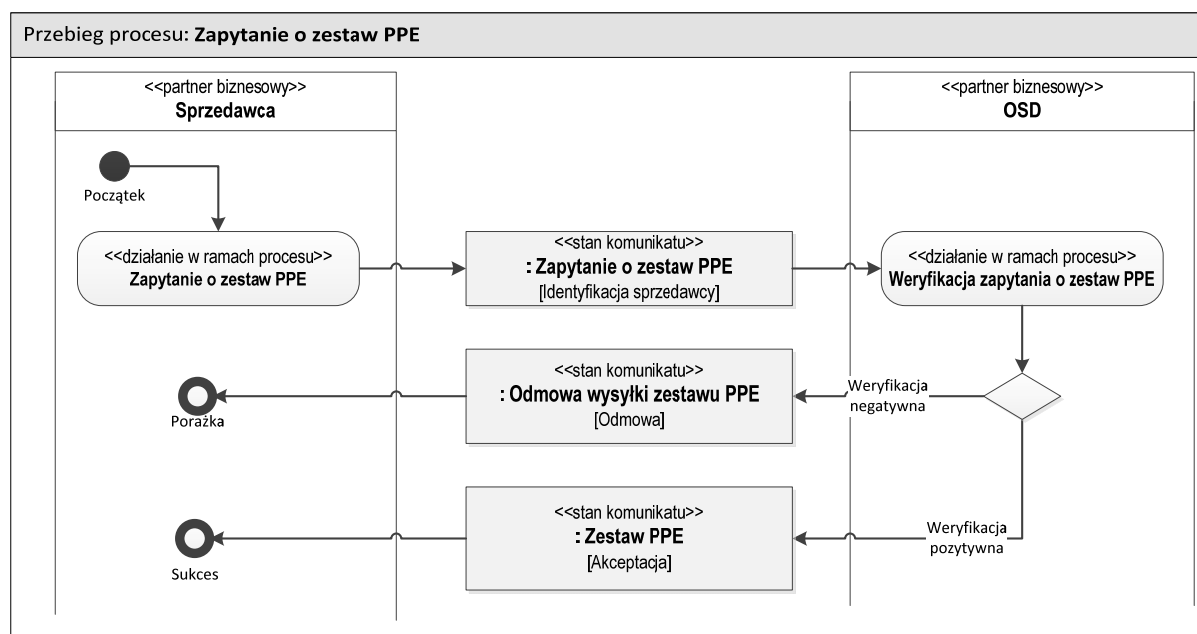 Przebieg procesu: Zapytanie o zestaw PPE
<<partner biznesowy>>
Sprzedawca
<<partner biznesowy>>
OSD
Początek
<<działanie w ramach procesu>>
Zapytanie o zestaw PPE
<<stan komunikatu>>
: Zapytanie o zestaw PPE
[Identyfikacja sprzedawcy]
<<działanie w ramach procesu>>
Weryfikacja zapytania o zestaw PPE
Porażka
<<stan komunikatu>>
: Odmowa wysyłki zestawu PPE
[Odmowa]
Weryfikacja
negatywna
Sukces
<<stan komunikatu>>
: Zestaw PPE
[Akceptacja]
Weryfikacja
pozytywna